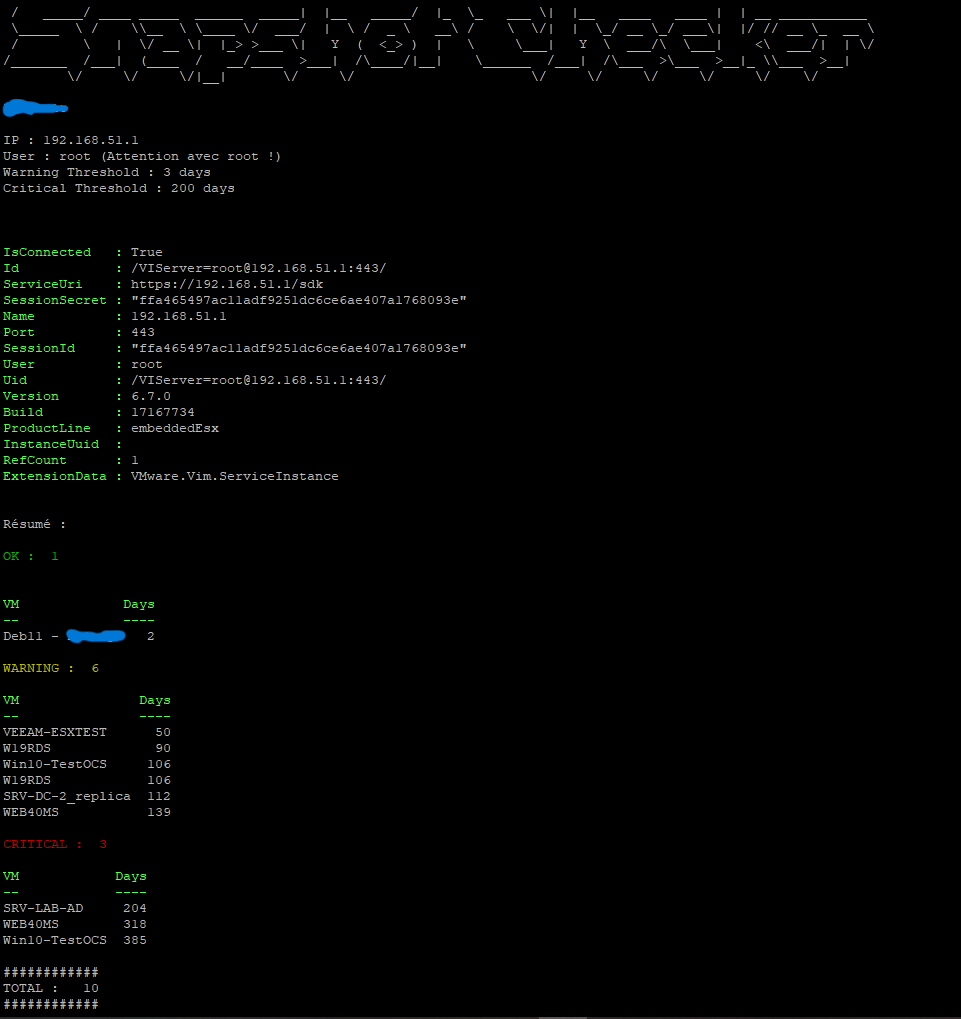 Snapshot Checker
IP : 192.168.51.1
User : root (Attention avec root !)
Warning Threshold : 3 days
Critical Threshold : 200 days
IsConnected : True
Id : /VIServer=root@192.168.51.1:443/
ServiceUri : https://192.168.51.1/sdk
SessionSecret : "ffa465497ac11adf9251dc6ce6ae407a1768093e"
Name : 192.168.51.1
Port : 443
SessionId : "ffa465497ac11adf9251dc6ce6ae407a1768093e"
User : root
Uid : /VIServer=root@192.168.51.1:443/
Version : 6.7.0
Build : 17167734
ProductLine : embeddedEsx
InstanceUuid :
RefCount : 1
ExtensionData : VMware.Vim.ServiceInstance
Résumé :
OK : 1
VM Days
-- ----
Deb11 - 2
WARNING : 6
VM Days
-- ----
VEEAM-ESXTEST 50
W19RDS 90
Win10-TestOCS 106
W19RDS 106
SRV-DC-2_replica 112
WEB40MS 139
CRITICAL : 3
VM Days
-- ----
SRV-LAB-AD 204
WEB40MS 318
Win10-TestOCS 385
############
TOTAL : 10
############